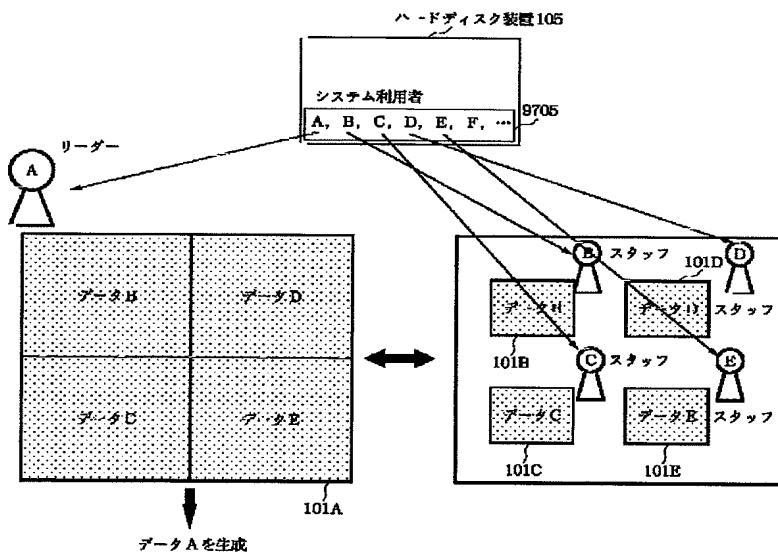 ハードディスク装置105
システム利用者
A, B, C, D, E, F, …
9705
リーダー
A
データB
データD
データC
データE
101A
データAを生成
B
スタッフ
D
101D
データB
データD
スタッフ
101B
C
スタッフ
E
データC
データE
スタッフ
101C
101E